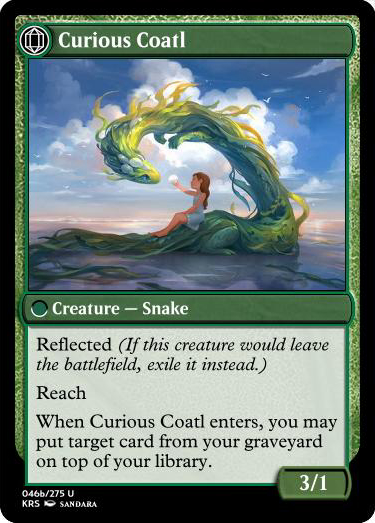 Curious Coatl
Creature — Snake
Reflected (If this creature would leave
the battlefield, exile it instead.)
Reach
When Curious Coatl enters, you may
put target card from your graveyard
on top of your library.
3/1
046b/275 U
KRS SANDARA